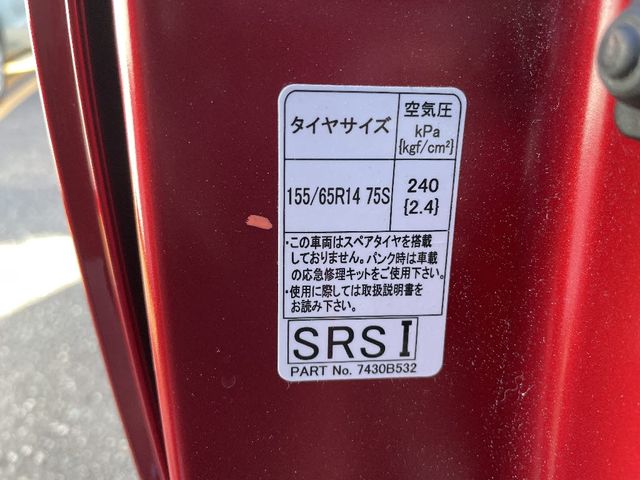 タイヤサイズ
空気圧
kPa
{kgf/cm²}
155/65R14 75S
240
{2.4}
・この車両はスペアタイヤを搭載
しておりません。パンク時は車載
の応急修理キットをご使用下さい。
・使用に際しては取扱説明書を
お読み下さい。
SRS I
PART No. 7430B532